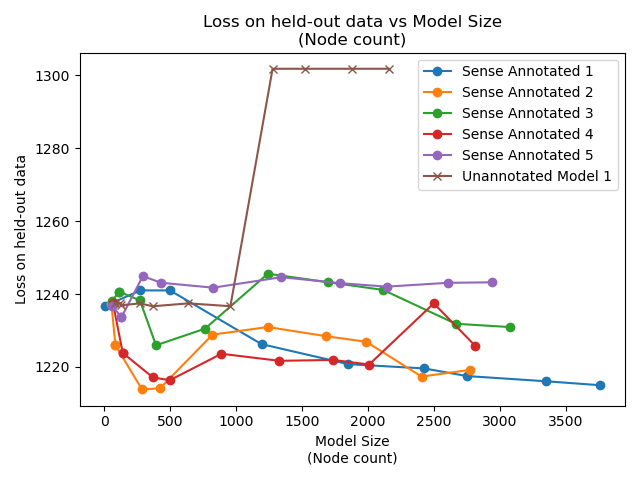 Loss on held-out data vs Model Size
(Node count)
Loss on held-out data
1300
1280
1260
1240
1220
Sense Annotated 1
Sense Annotated 2
Sense Annotated 3
Sense Annotated 4
Sense Annotated 5
Unannotated Model 1
0 500 1000 1500 2000 2500 3000 3500
Model Size
(Node count)